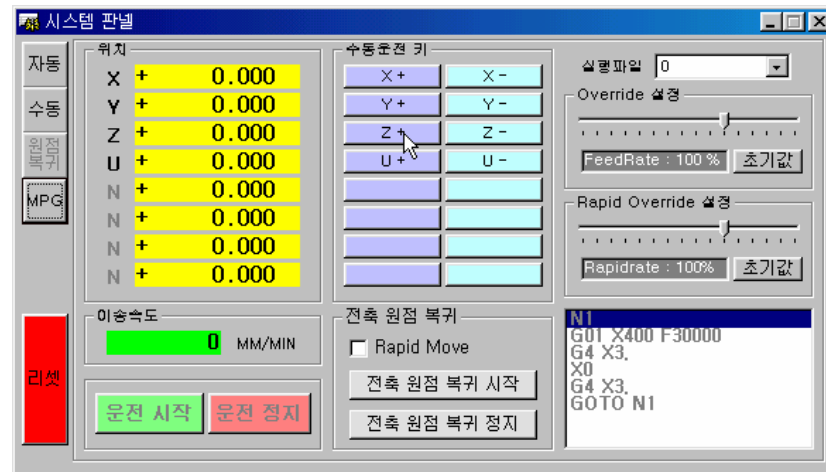 시스템 판넬
자동
수동
원점
복귀
MPG
리셋
위치
X + 0.000
Y + 0.000
Z + 0.000
U + 0.000
N + 0.000
N + 0.000
N + 0.000
N + 0.000
이송속도
0 MM/MIN
운전 시작 운전 정지
수동운전 키
X + X -
Y + Y -
Z + Z -
U + U -
전축 원점 복귀
Rapid Move
전축 원점 복귀 시작
전축 원점 복귀 정지
실행파일 0
Override 설정
FeedRate : 100 % 초기값
Rapid Override 설정
Rapidrate : 100% 초기값
N1
G01 X400 F30000
G4 X3.
X0
G4 X3.
GOTO N1